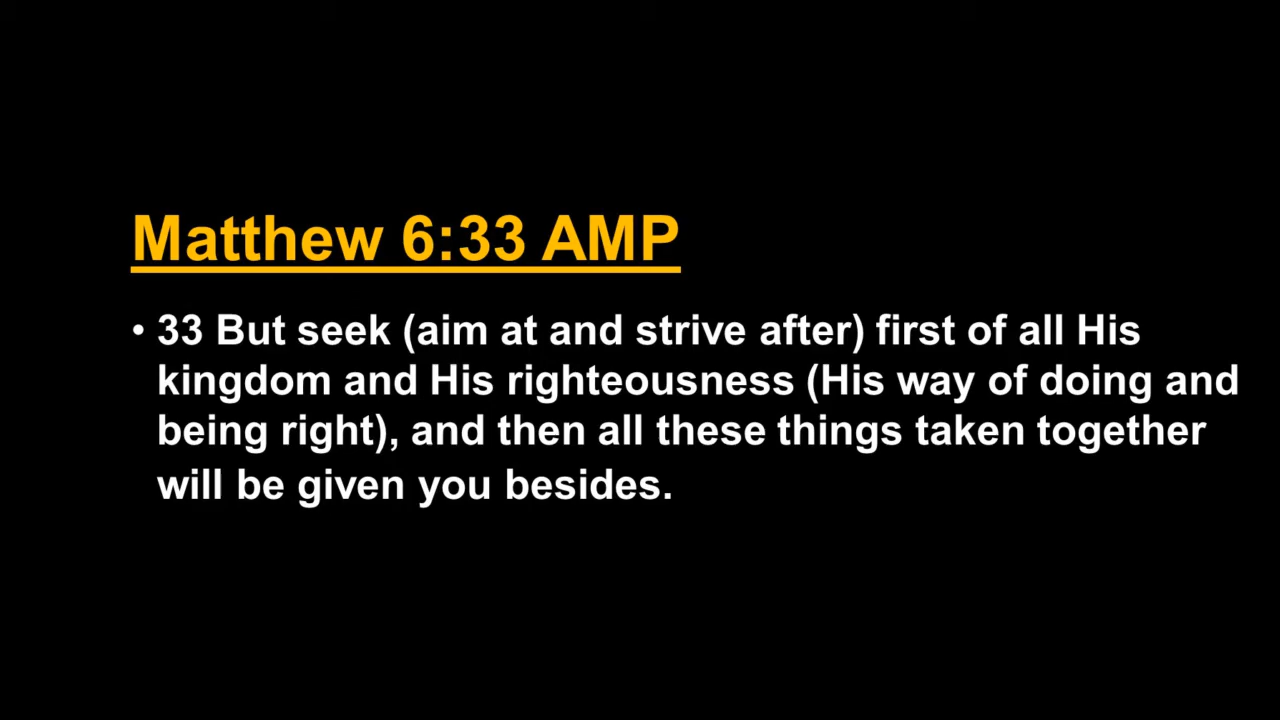 Matthew 6:33 AMP
• 33 But seek (aim at and strive after) first of all His
kingdom and His righteousness (His way of doing and
being right), and then all these things taken together
will be given you besides.